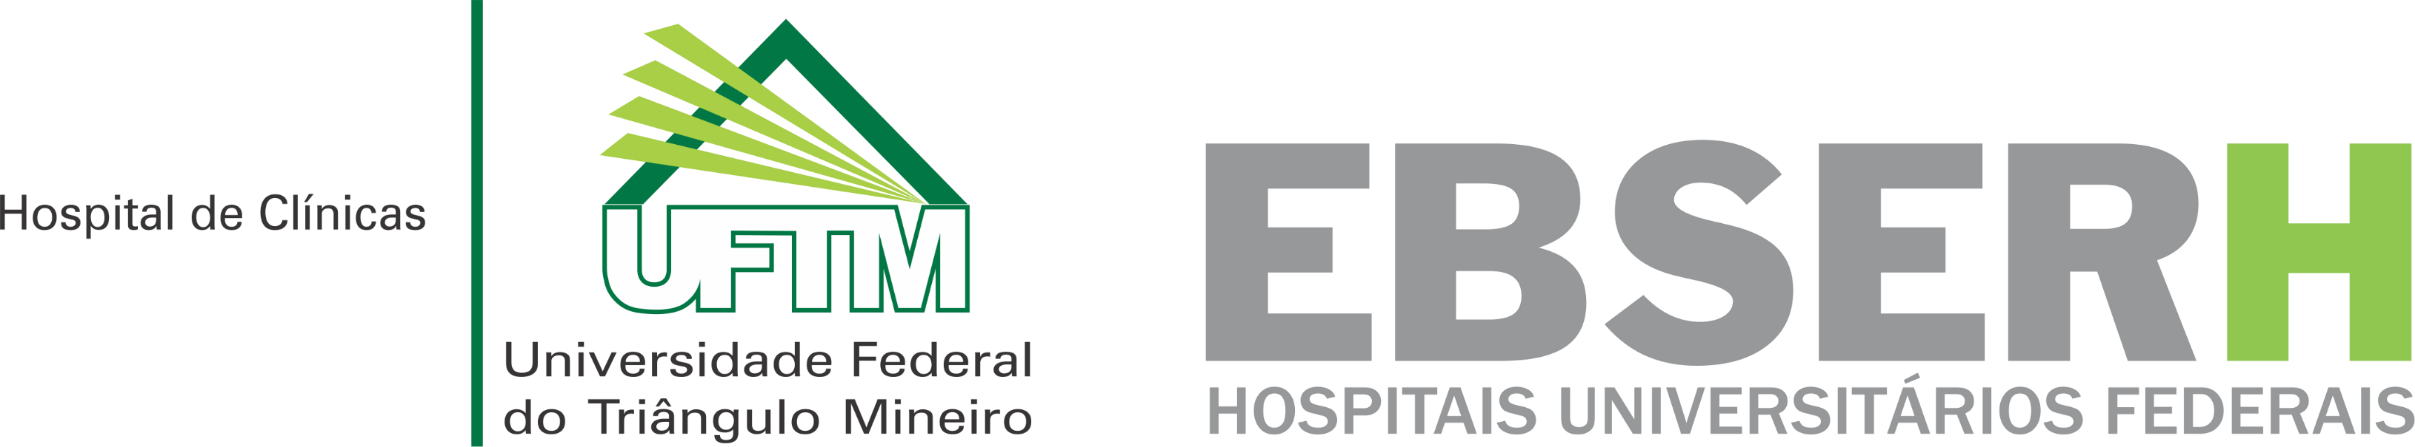 Hospital de Clínicas
UFTM
Universidade Federal
do Triângulo Mineiro
EBSERH
HOSPITAIS UNIVERSITÁRIOS FEDERAIS